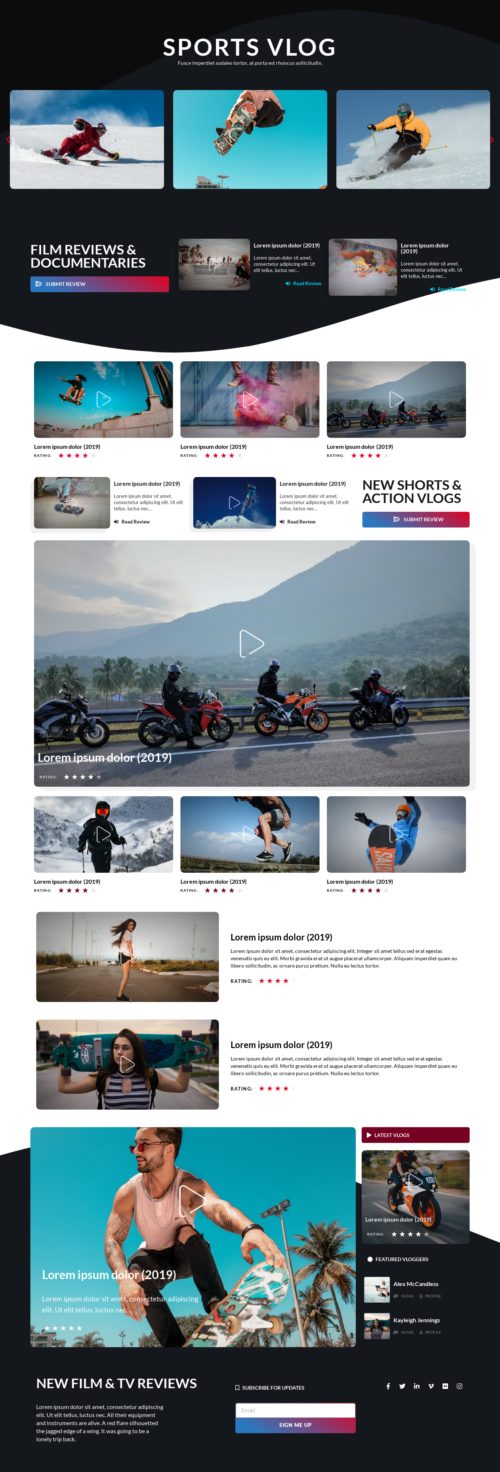 SPORTS VLOG
Fusce imperdiet sodales tortor, at porta est rhoncus sollicitudin.
FILM REVIEWS &
DOCUMENTARIES
SUBMIT REVIEW
Lorem ipsum dolor (2019)
Lorem ipsum dolor sit amet,
consectetur adipiscing elit. Ut
elit tellus, luctus nec...
Read Review
Lorem ipsum dolor
(2019)
Lorem ipsum dolor sit amet,
consectetur adipiscing elit. Ut
elit tellus, luctus nec...
Read Review
Lorem ipsum dolor (2019)
RATING:
Lorem ipsum dolor (2019)
RATING:
Lorem ipsum dolor (2019)
RATING:
Lorem ipsum dolor (2019)
Lorem ipsum dolor sit amet,
consectetur adipiscing elit. Ut
tellus, luctus nec...
Read Review
Lorem ipsum dolor (2019)
Lorem ipsum dolor sit amet,
consectetur adipiscing elit. Ut elit
tellus, luctus nec...
Read Review
NEW SHORTS &
ACTION VLOGS
SUBMIT REVIEW
Lorem ipsum dolor (2019)
RATING:
Lorem ipsum dolor (2019)
RATING:
Lorem ipsum dolor (2019)
RATING:
Lorem ipsum dolor (2019)
RATING:
Lorem ipsum dolor (2019)
Lorem ipsum dolor sit amet, consectetur adipiscing elit. Integer sit amet tellus sed erat egestas
venenatis quis eu elit. Morbi gravida erat ut augue placerat ullamcorper. Aliquam imperdiet quam eu
libero sollicitudin, ac ornare purus pretium. Nulla eu lectus tortor.
RATING:
Lorem ipsum dolor (2019)
Lorem ipsum dolor sit amet, consectetur adipiscing elit. Integer sit amet tellus sed erat egestas
venenatis quis eu elit. Morbi gravida erat ut augue placerat ullamcorper. Aliquam imperdiet quam eu
libero sollicitudin, ac ornare purus pretium. Nulla eu lectus tortor.
RATING:
Lorem ipsum dolor (2019)
Lorem ipsum dolor sit amet, consectetur adipiscing
elit. Ut elit tellus, luctus nec
LATEST VLOGS
Lorem ipsum dolor (2019)
RATING:
FEATURED VLOGGERS
Alex McCandless
VLOGS PROFILE
Kayleigh Jennings
VLOGS PROFILE
NEW FILM & TV REVIEWS
Lorem ipsum dolor sit amet, consectetur adipiscing
elit. Ut elit tellus, luctus nec. All their equipment
and instruments are alive. A red flare silhouetted
the jagged edge of a wing. It was going to be a
lonely trip back.
SUBSCRIBE FOR UPDATES
Email
SIGN ME UP